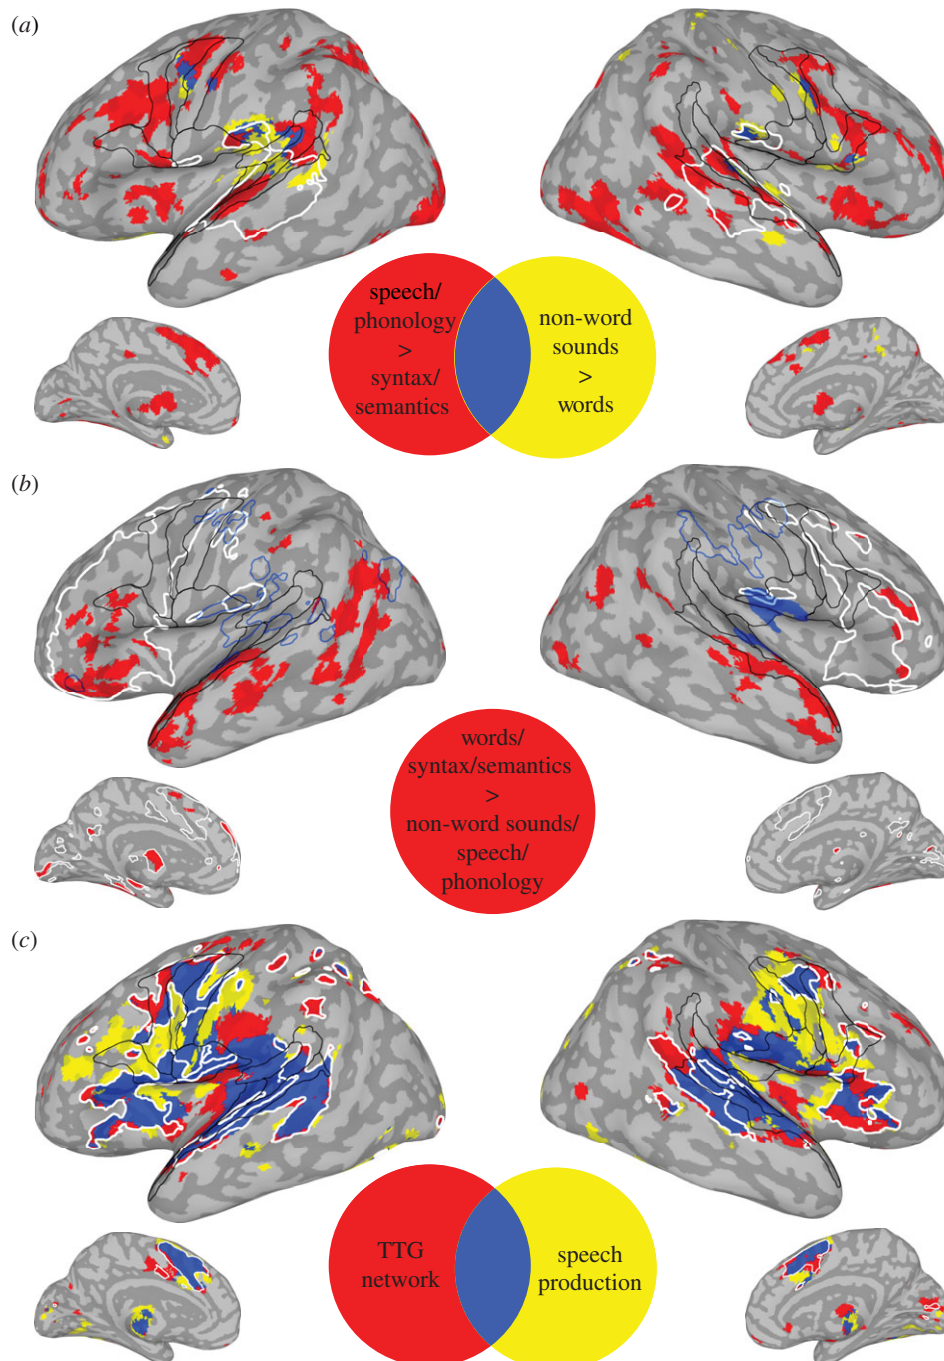 (a)
speech/
phonology
>
syntax/
semantics
non-word
sounds
>
words
(b)
words/
syntax/semantics
>
non-word sounds/
speech/
phonology
(c)
TTG
network
speech
production